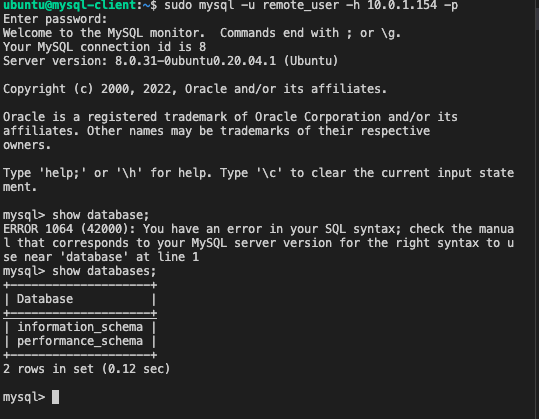 ubuntu@mysql-client:~$ sudo mysql -u remote_user -h 10.0.1.154 -p
Enter password:
Welcome to the MySQL monitor.  Commands end with ; or \g.
Your MySQL connection id is 8
Server version: 8.0.31-0ubuntu0.20.04.1 (Ubuntu)

Copyright (c) 2000, 2022, Oracle and/or its affiliates.

Oracle is a registered trademark of Oracle Corporation and/or its
affiliates. Other names may be trademarks of their respective
owners.

Type 'help;' or '\h' for help. Type '\c' to clear the current input state
ment.

mysql> show database;
ERROR 1064 (42000): You have an error in your SQL syntax; check the manua
l that corresponds to your MySQL server version for the right syntax to u
se near 'database' at line 1
mysql> show databases;
+--------------------+
| Database           |
+--------------------+
| information_schema |
| performance_schema |
+--------------------+
2 rows in set (0.12 sec)

mysql>